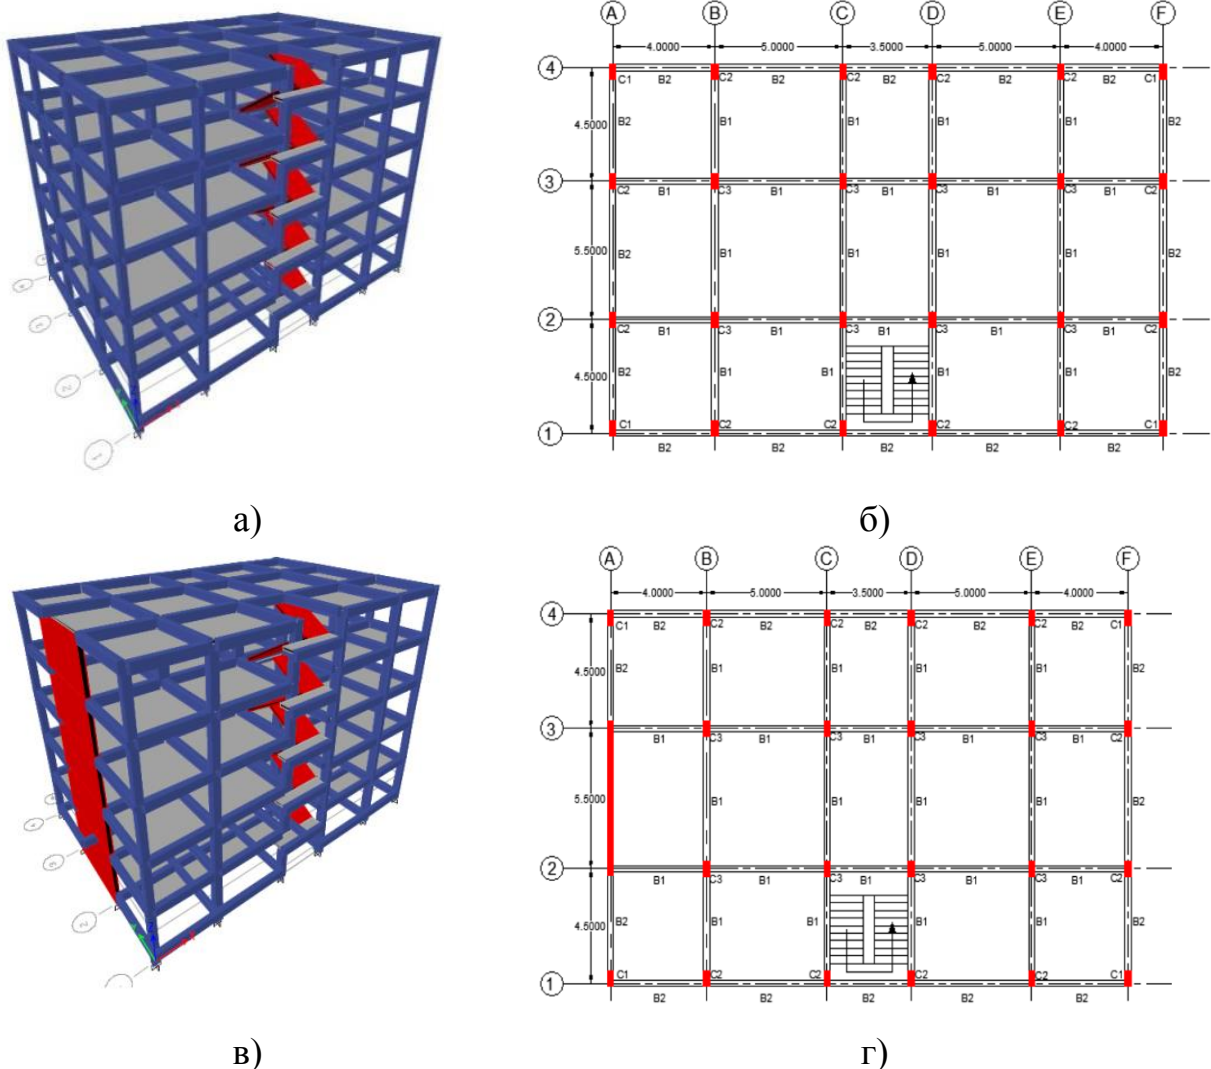 A B C D E F
4.0000 5.0000 3.5000 5.0000 4.0000
4
C1 B2 C2 B2 C2 B2 C2 B2 C2 B2 C1
4.5000 B2 B1 B1 B1 B1 B2
3
C2 B1 C3 B1 C3 B1 C3 B1 C3 B1 C2
5.5000 B2 B1 B1 B1 B1 B2
2
C2 B1 C3 B1 C3 B1 C3 B1 C3 B1 C2
4.5000 B2 B1 B1 B1 B1 B2
C1 C2 C2 C2 C2 C1
1
B2 B2 B2 B2 B2
2
1
а) б)
A B C D E F
4.0000 5.0000 3.5000 5.0000 4.0000
4
C1 B2 C2 B2 C2 B2 C2 B2 C2 B2 C1
4.5000 B2 B1 B1 B1 B1 B2
3
B1 C3 B1 C3 B1 C3 B1 C3 B1 C2
5.5000 B1 B1 B1 B1 B2
2
B1 C3 B1 C3 B1 C3 B1 C3 B1 C2
4.5000 B2 B1 B1 B1 B1 B2
C1 C2 C2 C2 C2 C1
1
B2 B2 B2 B2 B2
3
2
в) г)